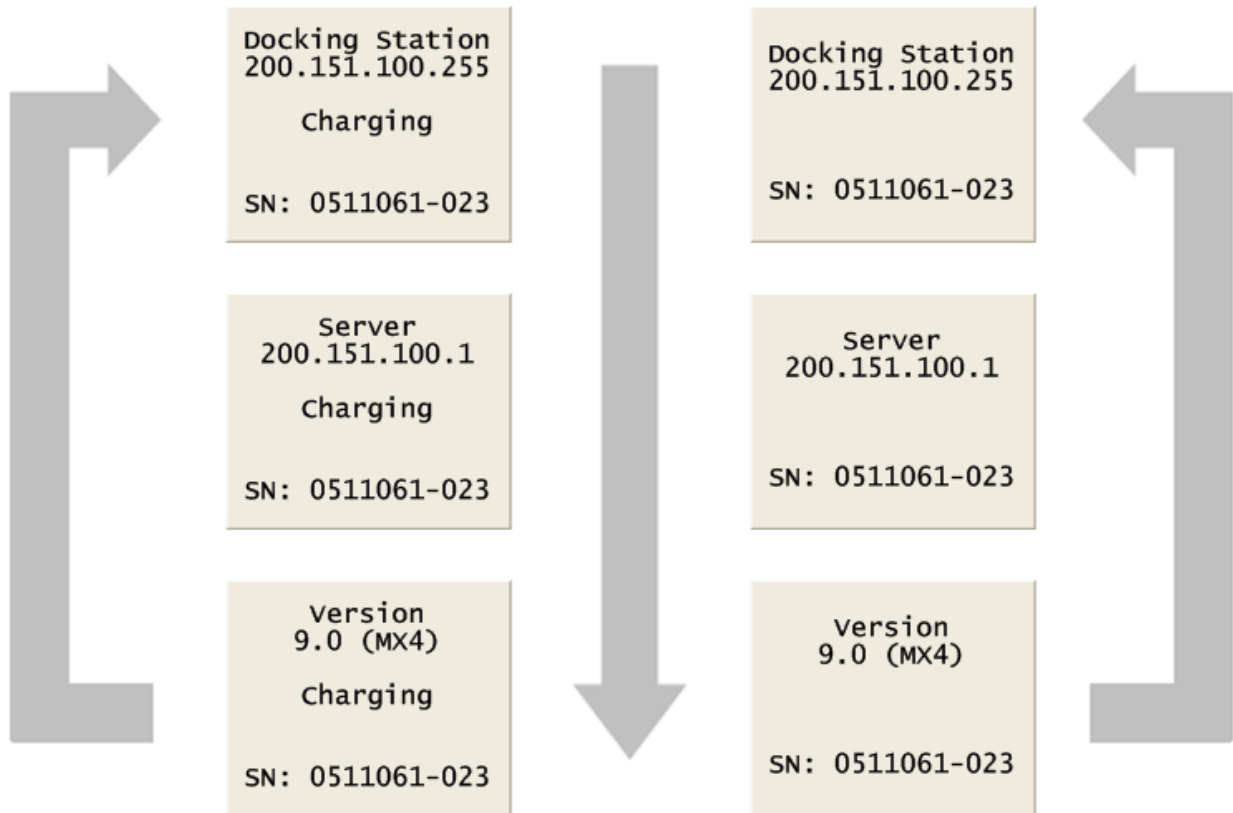 Docking Station
200.151.100.255
Charging
SN: 0511061-023
Server
200.151.100.1
Charging
SN: 0511061-023
Version
9.0 (MX4)
Charging
SN: 0511061-023
Docking Station
200.151.100.255
SN: 0511061-023
Server
200.151.100.1
SN: 0511061-023
Version
9.0 (MX4)
SN: 0511061-023